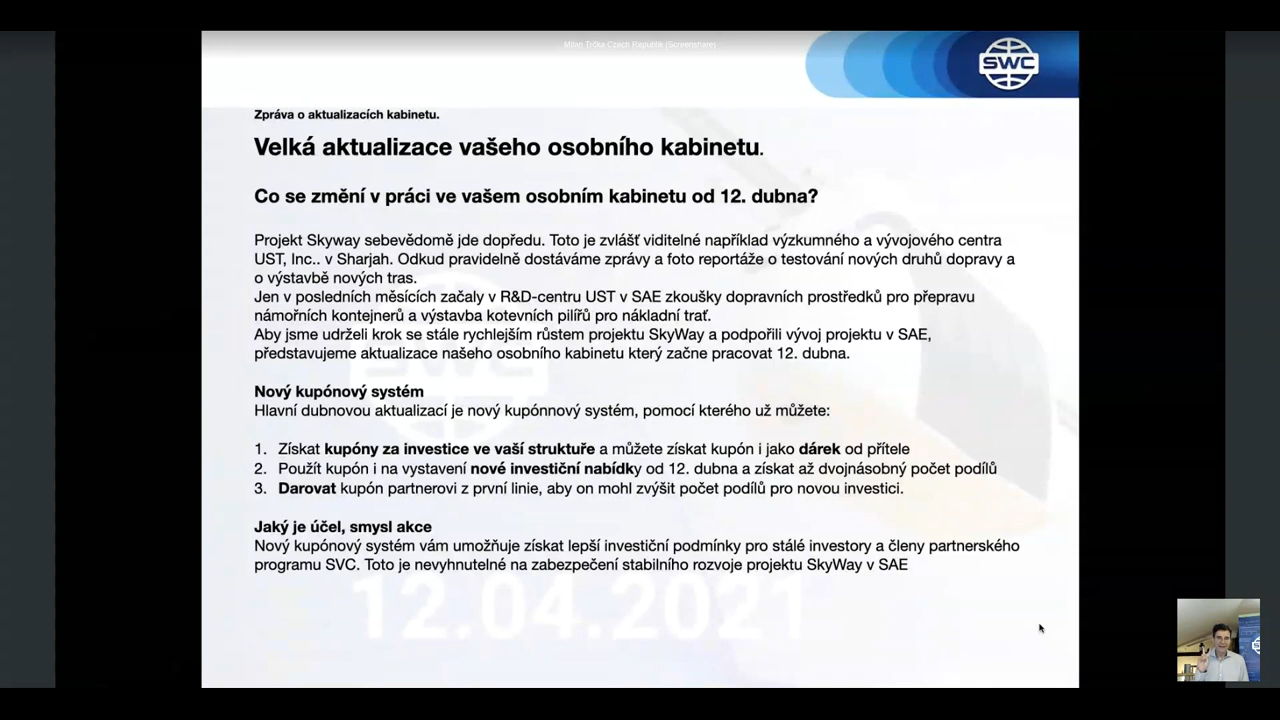 Milan Trčka Czech Republik (Screenshare)
SWC
Zpráva o aktualizacích kabinetu.
Velká aktualizace vašeho osobního kabinetu.
Co se změní v práci ve vašem osobním kabinetu od 12. dubna?
Projekt Skyway sebevědomě jde dopředu. Toto je zvlášť viditelné například výzkumného a vývojového centra
UST, Inc.. v Sharjah. Odkud pravidelně dostáváme zprávy a foto reportáže o testování nových druhů dopravy a
o výstavbě nových tras.
Jen v posledních měsících začaly v R&D-centru UST v SAE zkoušky dopravních prostředků pro přepravu
námořních kontejnerů a výstavba kotevních pilířů pro nákladní trať.
Aby jsme udrželi krok se stále rychlejším růstem projektu SkyWay a podpořili vývoj projektu v SAE,
představujeme aktualizace našeho osobního kabinetu který začne pracovat 12. dubna.
Nový kupónový systém
Hlavní dubnovou aktualizací je nový kupónnový systém, pomocí kterého už můžete:
1. Získat kupóny za investice ve vaší struktuře a můžete získat kupón i jako dárek od přítele
2. Použít kupón i na vystavení nové investiční nabídky od 12. dubna a získat až dvojnásobný počet podílů
3. Darovat kupón partnerovi z první linie, aby on mohl zvýšit počet podílů pro novou investici.
Jaký je účel, smysl akce
Nový kupónový systém vám umožňuje získat lepší investiční podmínky pro stálé investory a členy partnerského
programu SVC. Toto je nevyhnutelné na zabezpečení stabilního rozvoje projektu SkyWay v SAE
12.04.2021